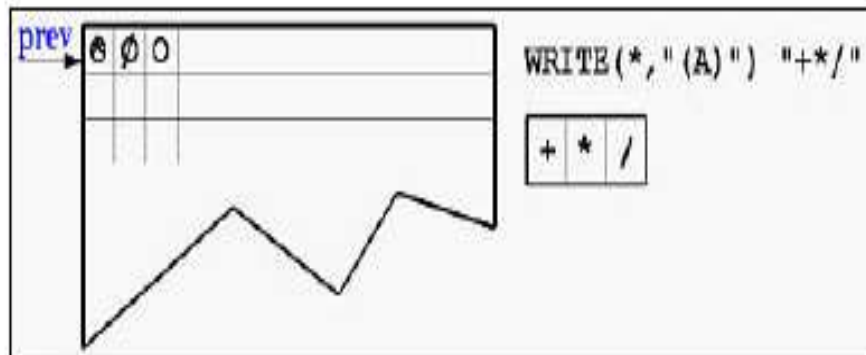 prev
Ø O
WRITE(*,"(A)") "+*/"
+ * /